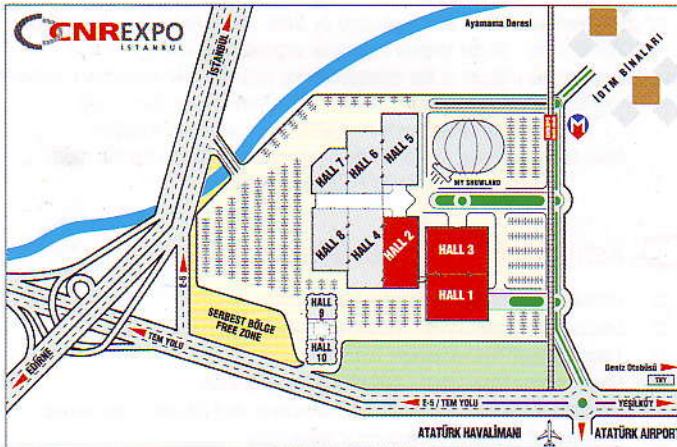 CNREXPO
İSTANBUL
Ayamama Deresi
İSTANBUL
İDTM BİNALARI
M
HALL 7
HALL 6
HALL 5
MY SHOWLAND
HALL 8
HALL 4
HALL 2
HALL 3
HALL 1
HALL 9
HALL 10
SERBEST BÖLGE
FREE ZONE
E-6
TEM YOLU
EDİRNE
Deniz Otobüsü
E-5 / TEM YOLU
YEŞİLKÖY
ATATÜRK HAVALİMANI
ATATÜRK AIRPORT